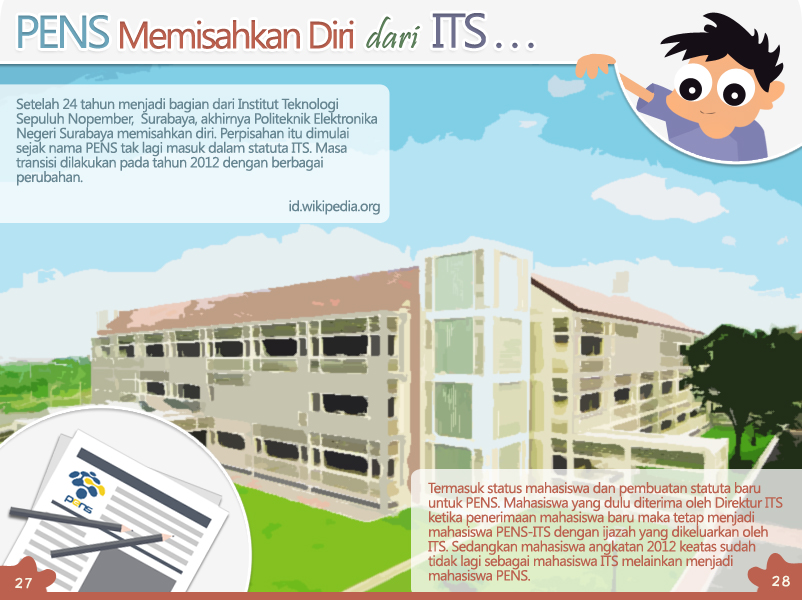 PENS Memisahkan Diri dari ITS...
Setelah 24 tahun menjadi bagian dari Institut Teknologi
Sepuluh Nopember, Surabaya, akhirnya Politeknik Elektronika
Negeri Surabaya memisahkan diri. Perpisahan itu dimulai
sejak nama PENS tak lagi masuk dalam statuta ITS. Masa
transisi dilakukan pada tahun 2012 dengan berbagai
perubahan.
id.wikipedia.org
pens
Termasuk status mahasiswa dan pembuatan statuta baru
untuk PENS. Mahasiswa yang dulu diterima oleh Direktur ITS
ketika penerimaan mahasiswa baru maka tetap menjadi
mahasiswa PENS-ITS dengan ijazah yang dikeluarkan oleh
ITS. Sedangkan mahasiswa angkatan 2012 keatas sudah
tidak lagi sebagai mahasiswa ITS melainkan menjadi
mahasiswa PENS.
27
28